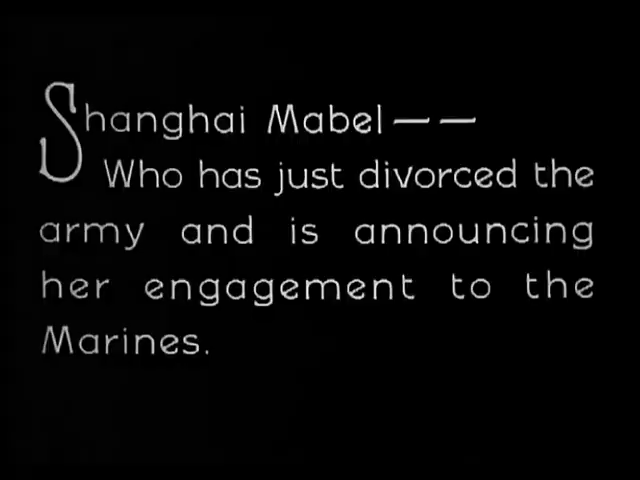 Shanghai Mabel — —
Who has just divorced the
army and is announcing
her engagement to the
Marines.